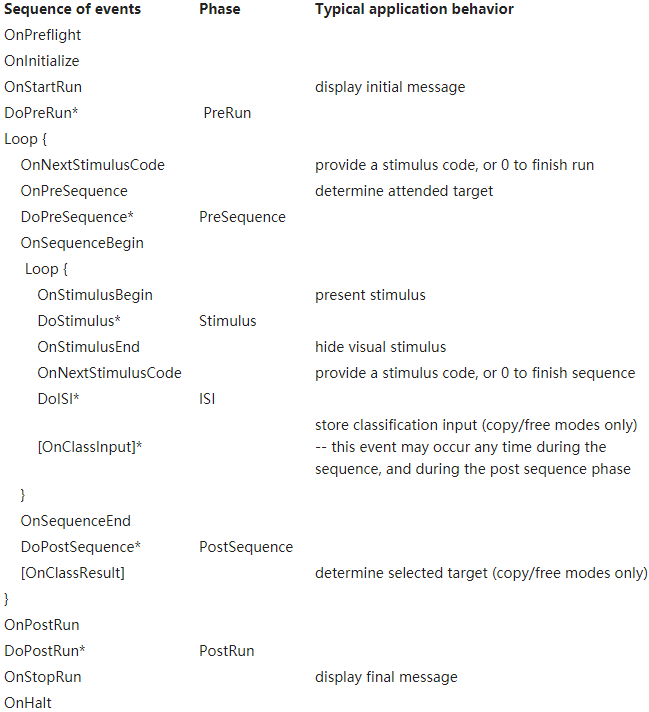 Sequence of events Phase Typical application behavior
OnPreflight
OnInitialize
OnStartRun display initial message
DoPreRun* PreRun
Loop {
OnNextStimulusCode provide a stimulus code, or 0 to finish run
OnPreSequence determine attended target
DoPreSequence* PreSequence
OnSequenceBegin
Loop {
OnStimulusBegin present stimulus
DoStimulus* Stimulus
OnStimulusEnd hide visual stimulus
OnNextStimulusCode provide a stimulus code, or 0 to finish sequence
DoISI* ISI
store classification input (copy/free modes only)
[OnClassInput]* -- this event may occur any time during the
sequence, and during the post sequence phase
}
OnSequenceEnd
DoPostSequence* PostSequence
[OnClassResult] determine selected target (copy/free modes only)
}
OnPostRun
DoPostRun* PostRun
OnStopRun display final message
OnHalt